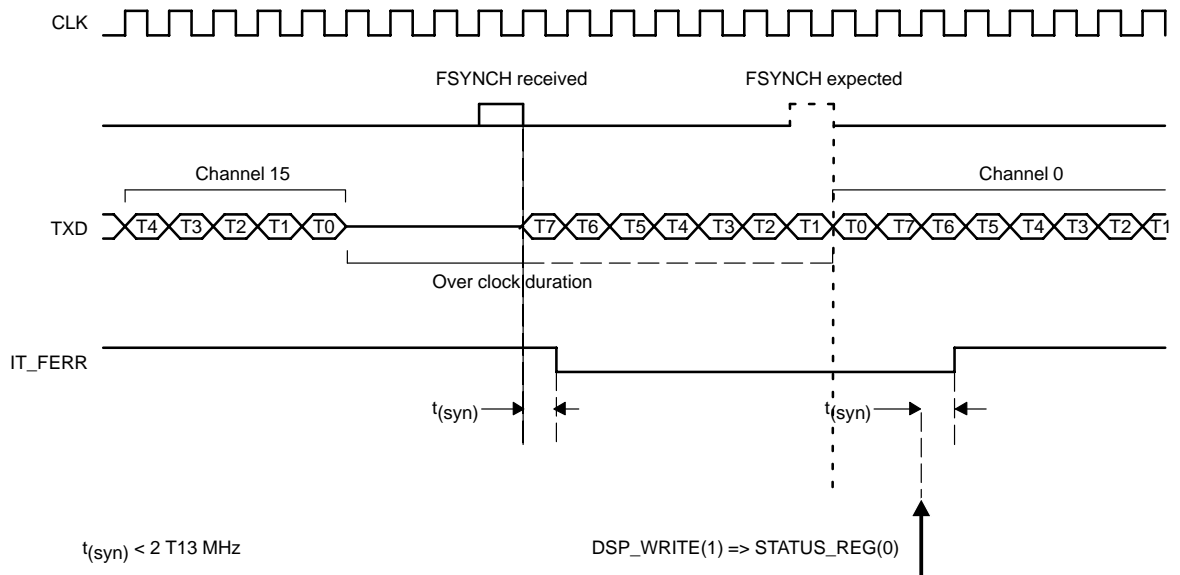 CLK
FSYNCH received FSYNCH expected
Channel 15 Channel 0
TXD T4 T3 T2 T1 T0 T7 T6 T5 T4 T3 T2 T1 T0 T7 T6 T5 T4 T3 T2 T1
Over clock duration
IT_FERR
t(syn) t(syn)
t(syn) < 2 T13 MHz DSP_WRITE(1) => STATUS_REG(0)